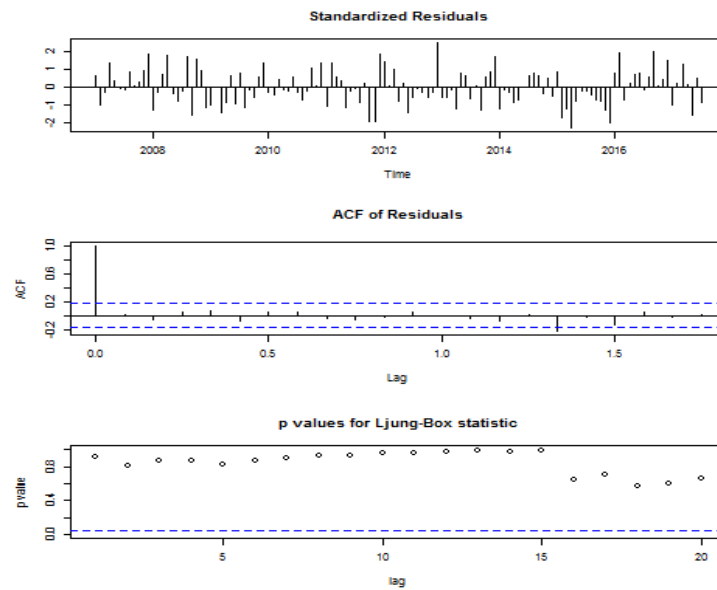 Standardized Residuals
-2 -1 0 1 2
2008 2010 2012 2014 2016
Time
ACF of Residuals
ACF
-0.2 0.2 0.6 1.0
0.0 0.5 1.0 1.5
Lag
p values for Ljung-Box statistic
p value
0.0 0.4 0.8
5 10 15 20
lag